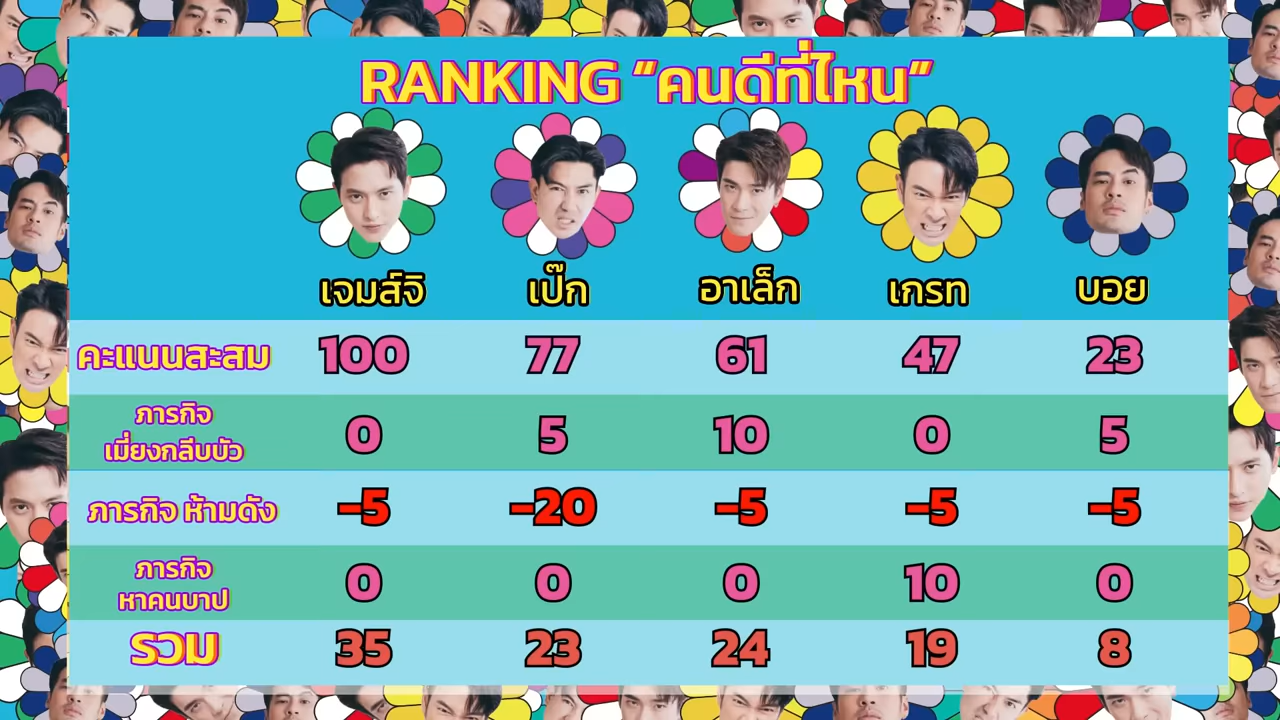 RANKING “คนดีที่ไหน”
เจมส์จิ เป๊ก อาเล็ก เกรท บอย
คะแนนสะสม 100 77 61 47 23
ภารกิจ
เมี่ยงกลีบบัว 0 5 10 0 5
ภารกิจ ห้ามดัง -5 -20 -5 -5 -5
ภารกิจ
หาคนบาป 0 0 0 10 0
รวม 35 23 24 19 8